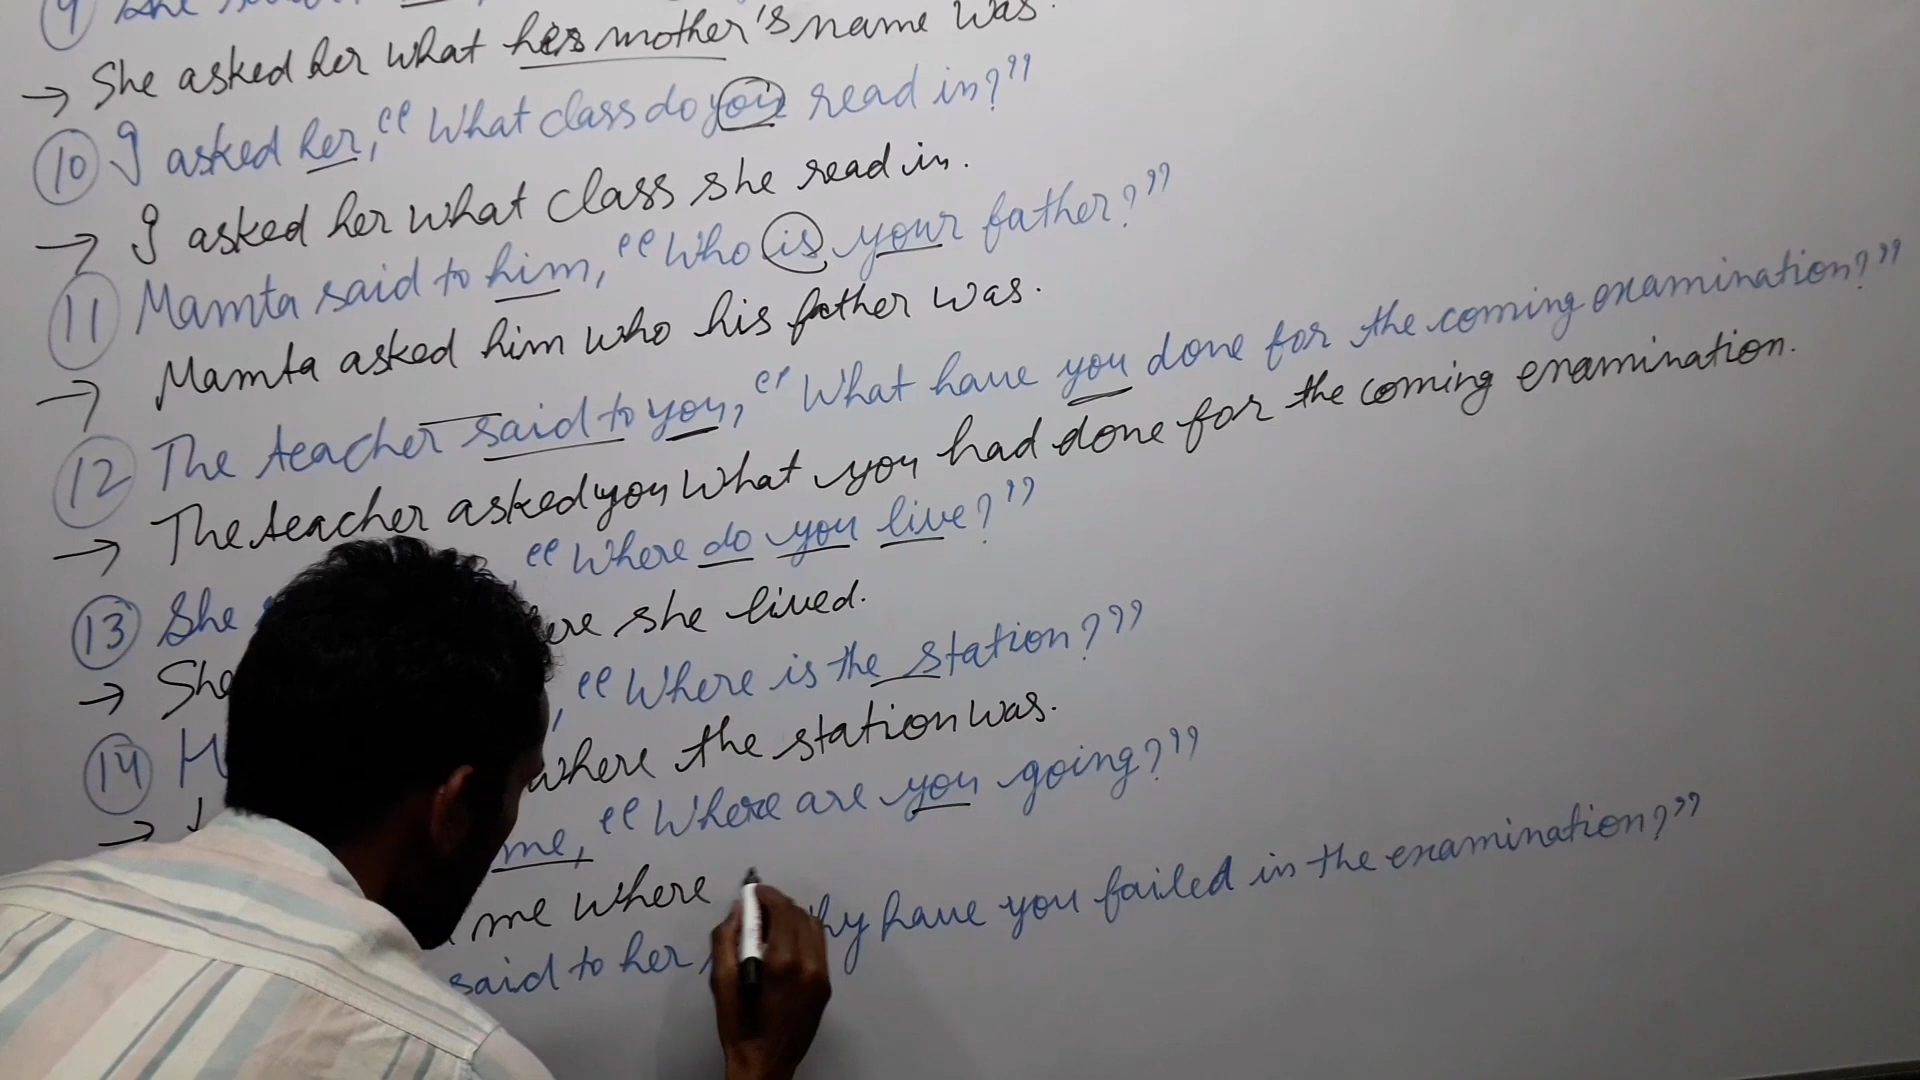 9 She
→ She asked her what her mother's name was.
10 I asked her, "What class do you read in?"
→ I asked her what class she read in.
11 Mamta said to him, "Who is your father?"
→ Mamta asked him who his father was.
12 The teacher said to you, "What have you done for the coming examination?"
→ The teacher asked you what you had done for the coming examination.
13 She "Where do you live?"
→ She she lived.
14 H , "Where is the station?"
→ where the station was.
me, "Where are you going?"
me where
said to her have you failed in the examination?"